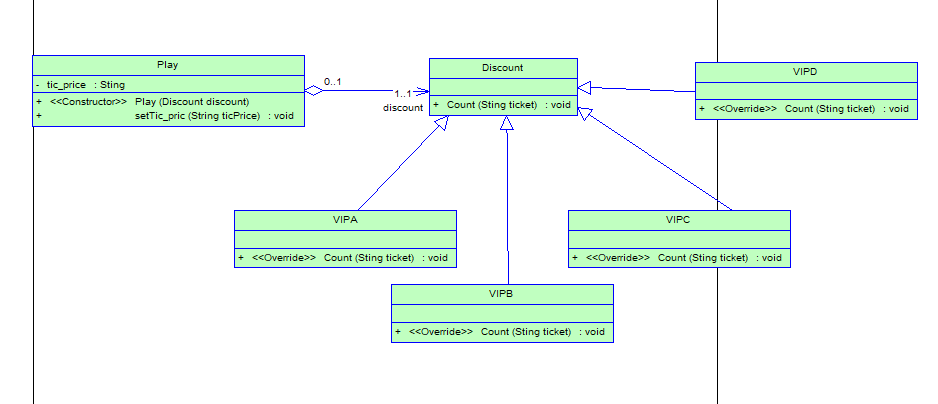 Play
- tic_price : Sting
+ <<Constructor>> Play (Discount discount)
+ setTic_pric (String ticPrice) : void
0..1
1..1
discount
Discount
+ Count (Sting ticket) : void
VIPD
+ <<Override>> Count (Sting ticket) : void
VIPA
+ <<Override>> Count (Sting ticket) : void
VIPC
+ <<Override>> Count (Sting ticket) : void
VIPB
+ <<Override>> Count (Sting ticket) : void